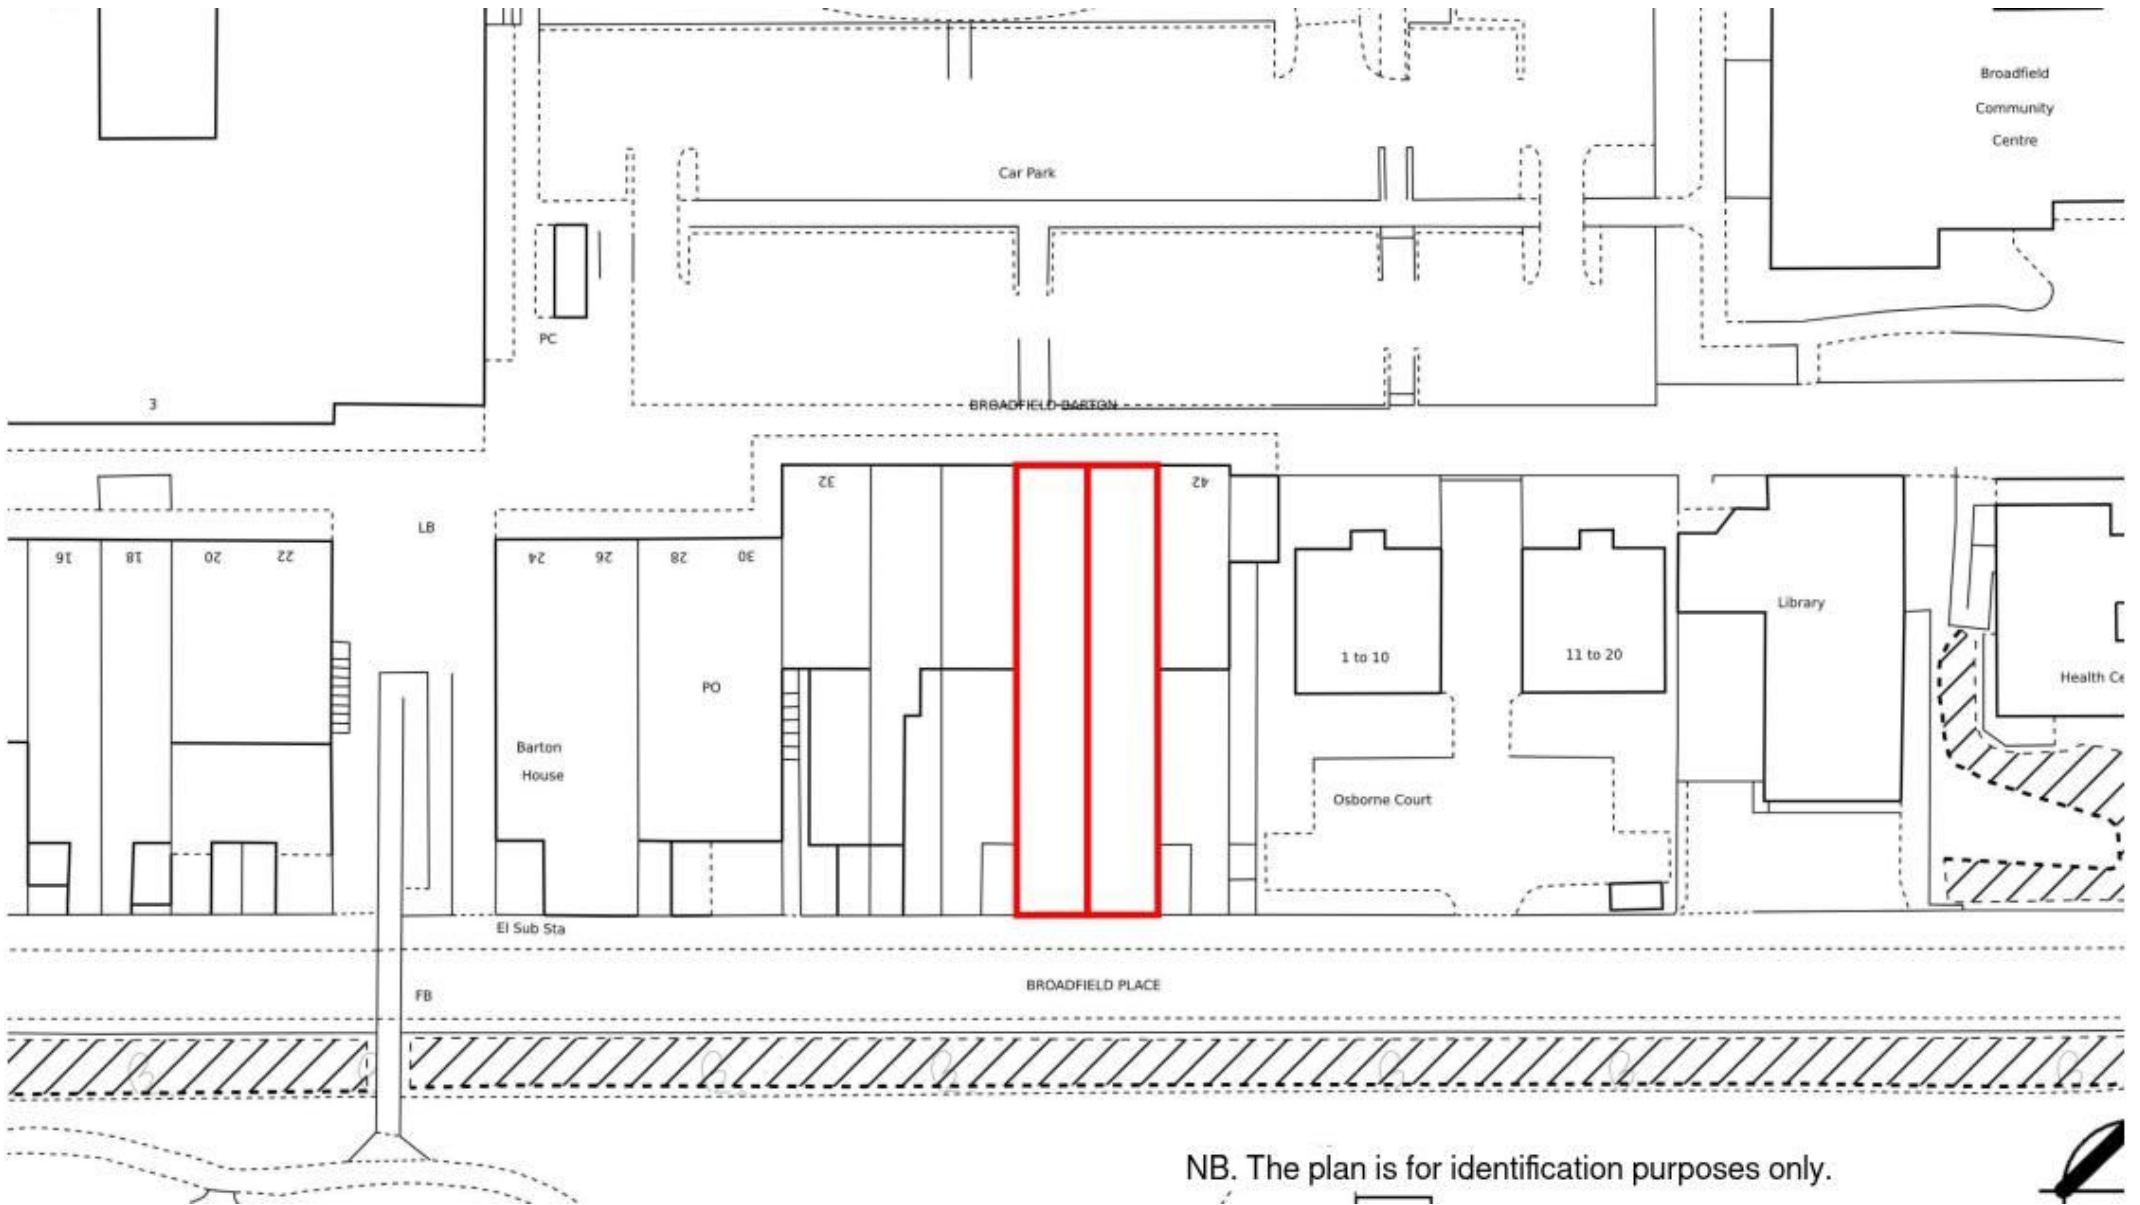 Broadfield
Community
Centre
Car Park
PC
3
BROADFIELD BARTON
32
42
LB
16
18
20
22
24
26
28
30
Library
1 to 10
11 to 20
Health Ce
PO
Barton
House
Osborne Court
El Sub Sta
BROADFIELD PLACE
FB
NB. The plan is for identification purposes only.